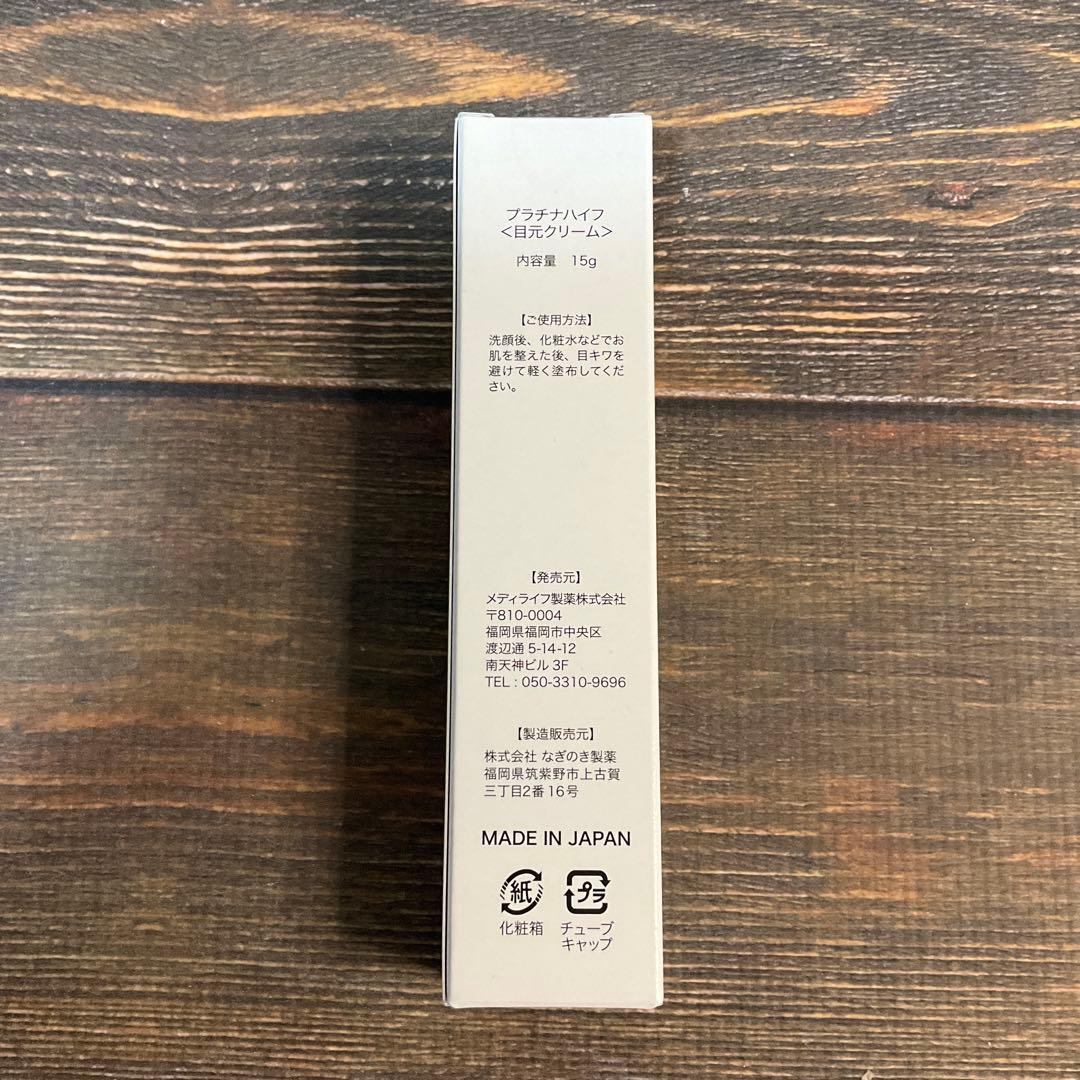 プラチナハイフ
＜目元クリーム＞
内容量　15g
【ご使用方法】
洗顔後、化粧水などでお
肌を整えた後、目キワを
避けて軽く塗布してくだ
さい。
【発売元】
メディライフ製薬株式会社
〒810-0004
福岡県福岡市中央区
渡辺通 5-14-12
南天神ビル 3F
TEL : 050-3310-9696
【製造販売元】
株式会社 なぎのき製薬
福岡県筑紫野市上古賀
三丁目2番 16号
MADE IN JAPAN
紙 プラ
化粧箱 チューブ
キャップ